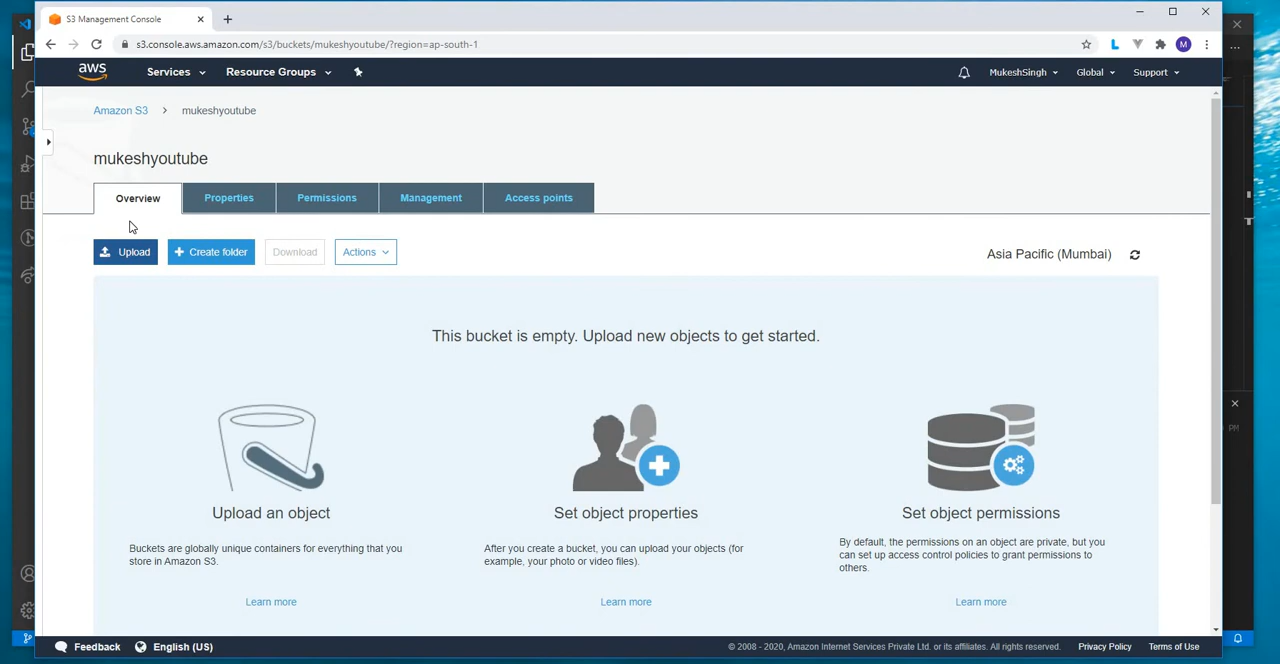 S3 Management Console
s3.console.aws.amazon.com/s3/buckets/mukeshyoutube/?region=ap-south-1
M
aws
Services
Resource Groups
MukeshSingh
Global
Support
Amazon S3
mukeshyoutube
mukeshyoutube
Overview
Properties
Permissions
Management
Access points
Upload
Create folder
Download
Actions
Asia Pacific (Mumbai)
This bucket is empty. Upload new objects to get started.
Upload an object
Buckets are globally unique containers for everything that you
store in Amazon S3.
Learn more
Set object properties
After you create a bucket, you can upload your objects (for
example, your photo or video files).
Learn more
Set object permissions
By default, the permissions on an object are private, but you
can set up access control policies to grant permissions to
others.
Learn more
PM
Feedback
English (US)
© 2008 - 2020, Amazon Internet Services Private Ltd. or its affiliates. All rights reserved.
Privacy Policy
Terms of Use